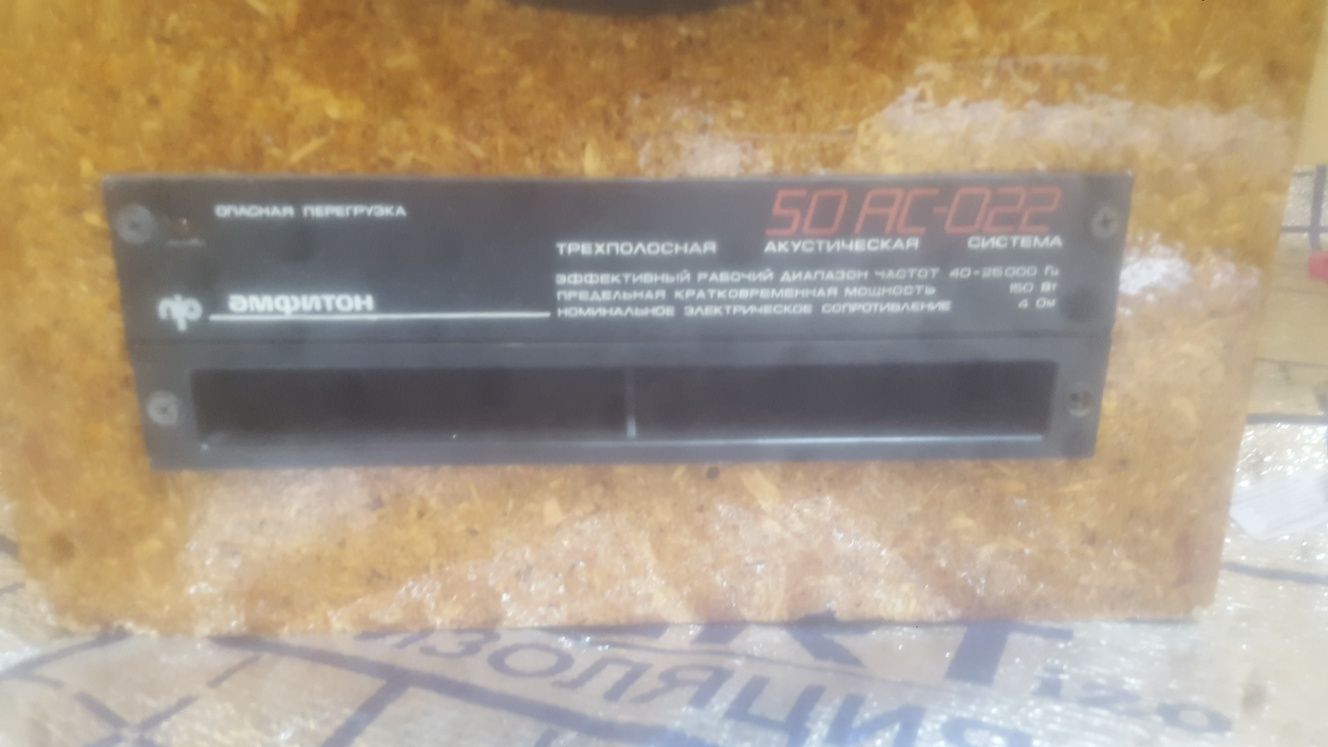 ОПАСНАЯ ПЕРЕГРУЗКА
50 АС-022
ТРЕХПОЛОСНАЯ АКУСТИЧЕСКАЯ СИСТЕМА
ЭФФЕКТИВНЫЙ РАБОЧИЙ ДИАПАЗОН ЧАСТОТ 40-25000 Гц
ПРЕДЕЛЬНАЯ КРАТКОВРЕМЕННАЯ МОЩНОСТЬ 150 Вт
НОМИНАЛЬНОЕ ЭЛЕКТРИЧЕСКОЕ СОПРОТИВЛЕНИЕ 4 Ом
амфитон
ИЗОЛЯЦИЯ